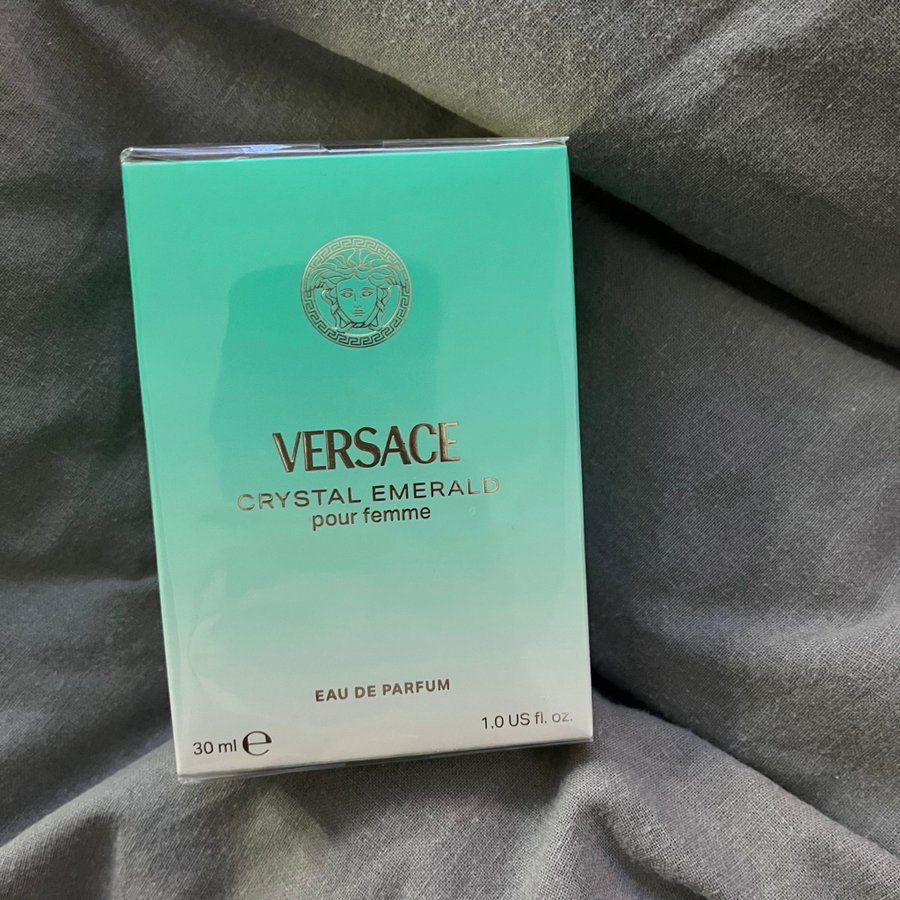 VERSACE
CRYSTAL EMERALD
pour femme
EAU DE PARFUM
30 ml ℮
1.0 US fl. oz.